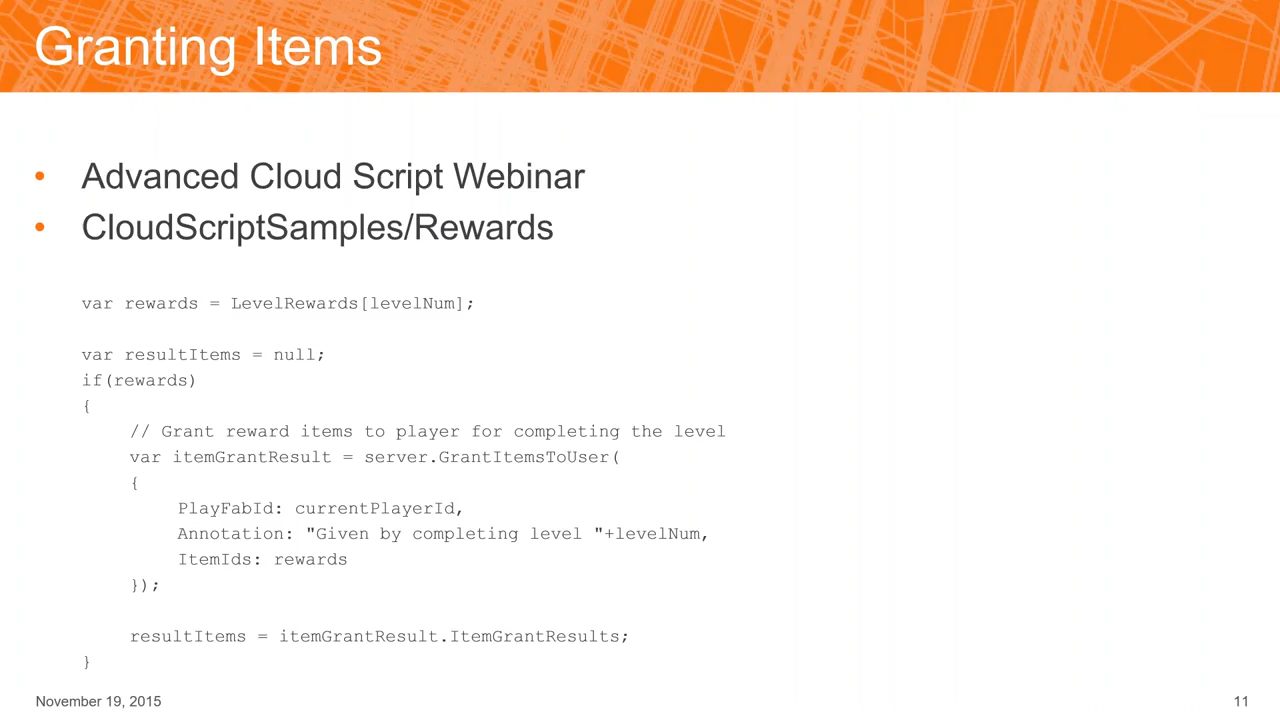 Granting Items
• Advanced Cloud Script Webinar
• CloudScriptSamples/Rewards
var rewards = LevelRewards[levelNum];
var resultItems = null;
if(rewards)
{
// Grant reward items to player for completing the level
var itemGrantResult = server.GrantItemsToUser(
{
PlayFabId: currentPlayerId,
Annotation: "Given by completing level "+levelNum,
ItemIds: rewards
});
resultItems = itemGrantResult.ItemGrantResults;
}
November 19, 2015
11